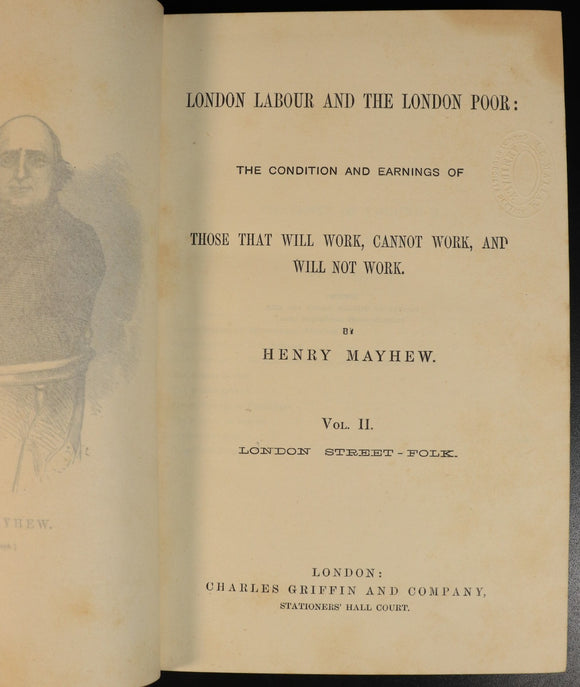 LONDON LABOUR AND THE LONDON POOR:
THE CONDITION AND EARNINGS OF
THOSE THAT WILL WORK, CANNOT WORK, AND
WILL NOT WORK.
BY
HENRY MAYHEW.
VOL. II.
LONDON STREET-FOLK.
LONDON:
CHARLES GRIFFIN AND COMPANY,
STATIONERS' HALL COURT.